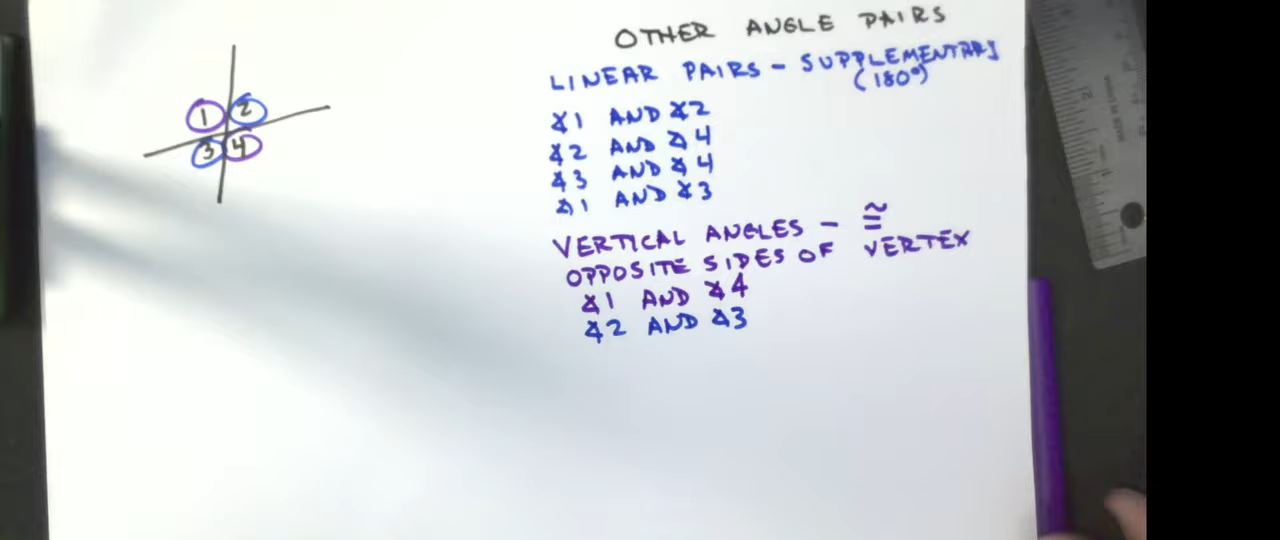 OTHER ANGLE PAIRS
LINEAR PAIRS - SUPPLEMENTARY
(180°)
∡1 AND ∡2
∡2 AND ∡4
∡3 AND ∡4
∡1 AND ∡3
VERTICAL ANGLES - ≅
OPPOSITE SIDES OF VERTEX
∡1 AND ∡4
∡2 AND ∡3
1 2
3 4